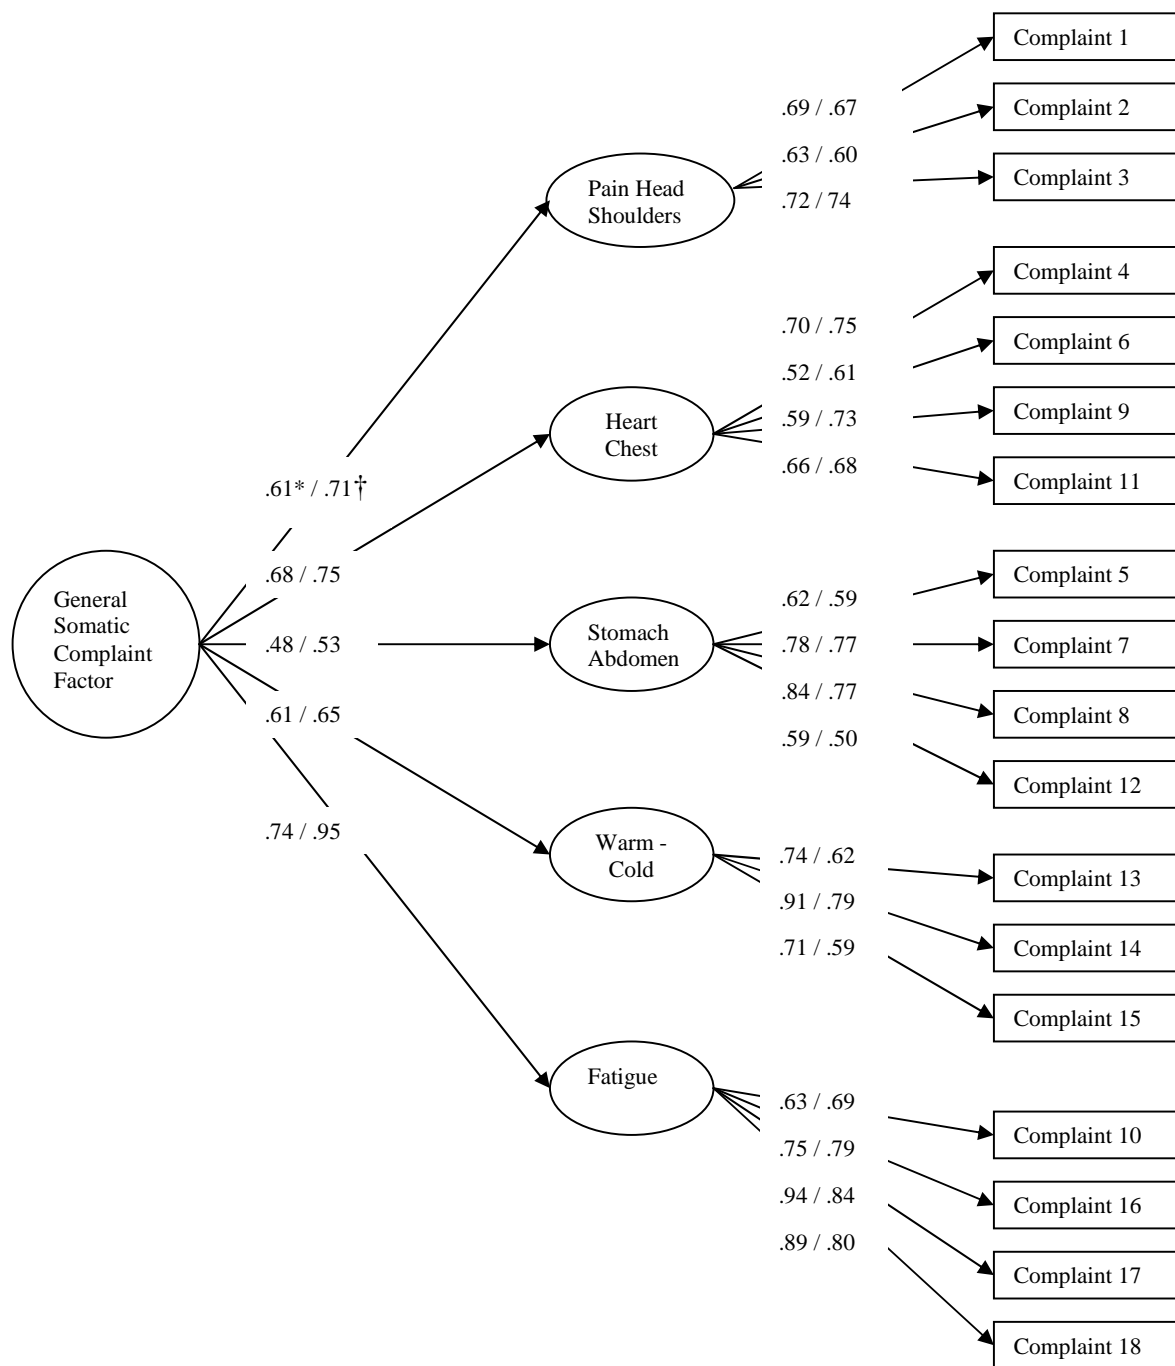 Complaint 1
.69 / .67
Complaint 2
.63 / .60
Complaint 3
Pain Head
Shoulders
.72 / 74
Complaint 4
.70 / .75
Complaint 6
.52 / .61
Complaint 9
Heart
Chest
.59 / .73
.66 / .68
Complaint 11
.61* / .71†
.68 / .75
Complaint 5
General
Somatic
Complaint
Factor
.62 / .59
.48 / .53
Stomach
Abdomen
.78 / .77
Complaint 7
.84 / .77
Complaint 8
.61 / .65
.59 / .50
Complaint 12
.74 / .95
Warm -
Cold
.74 / .62
Complaint 13
.91 / .79
Complaint 14
.71 / .59
Complaint 15
Fatigue
.63 / .69
Complaint 10
.75 / .79
Complaint 16
.94 / .84
Complaint 17
.89 / .80
Complaint 18